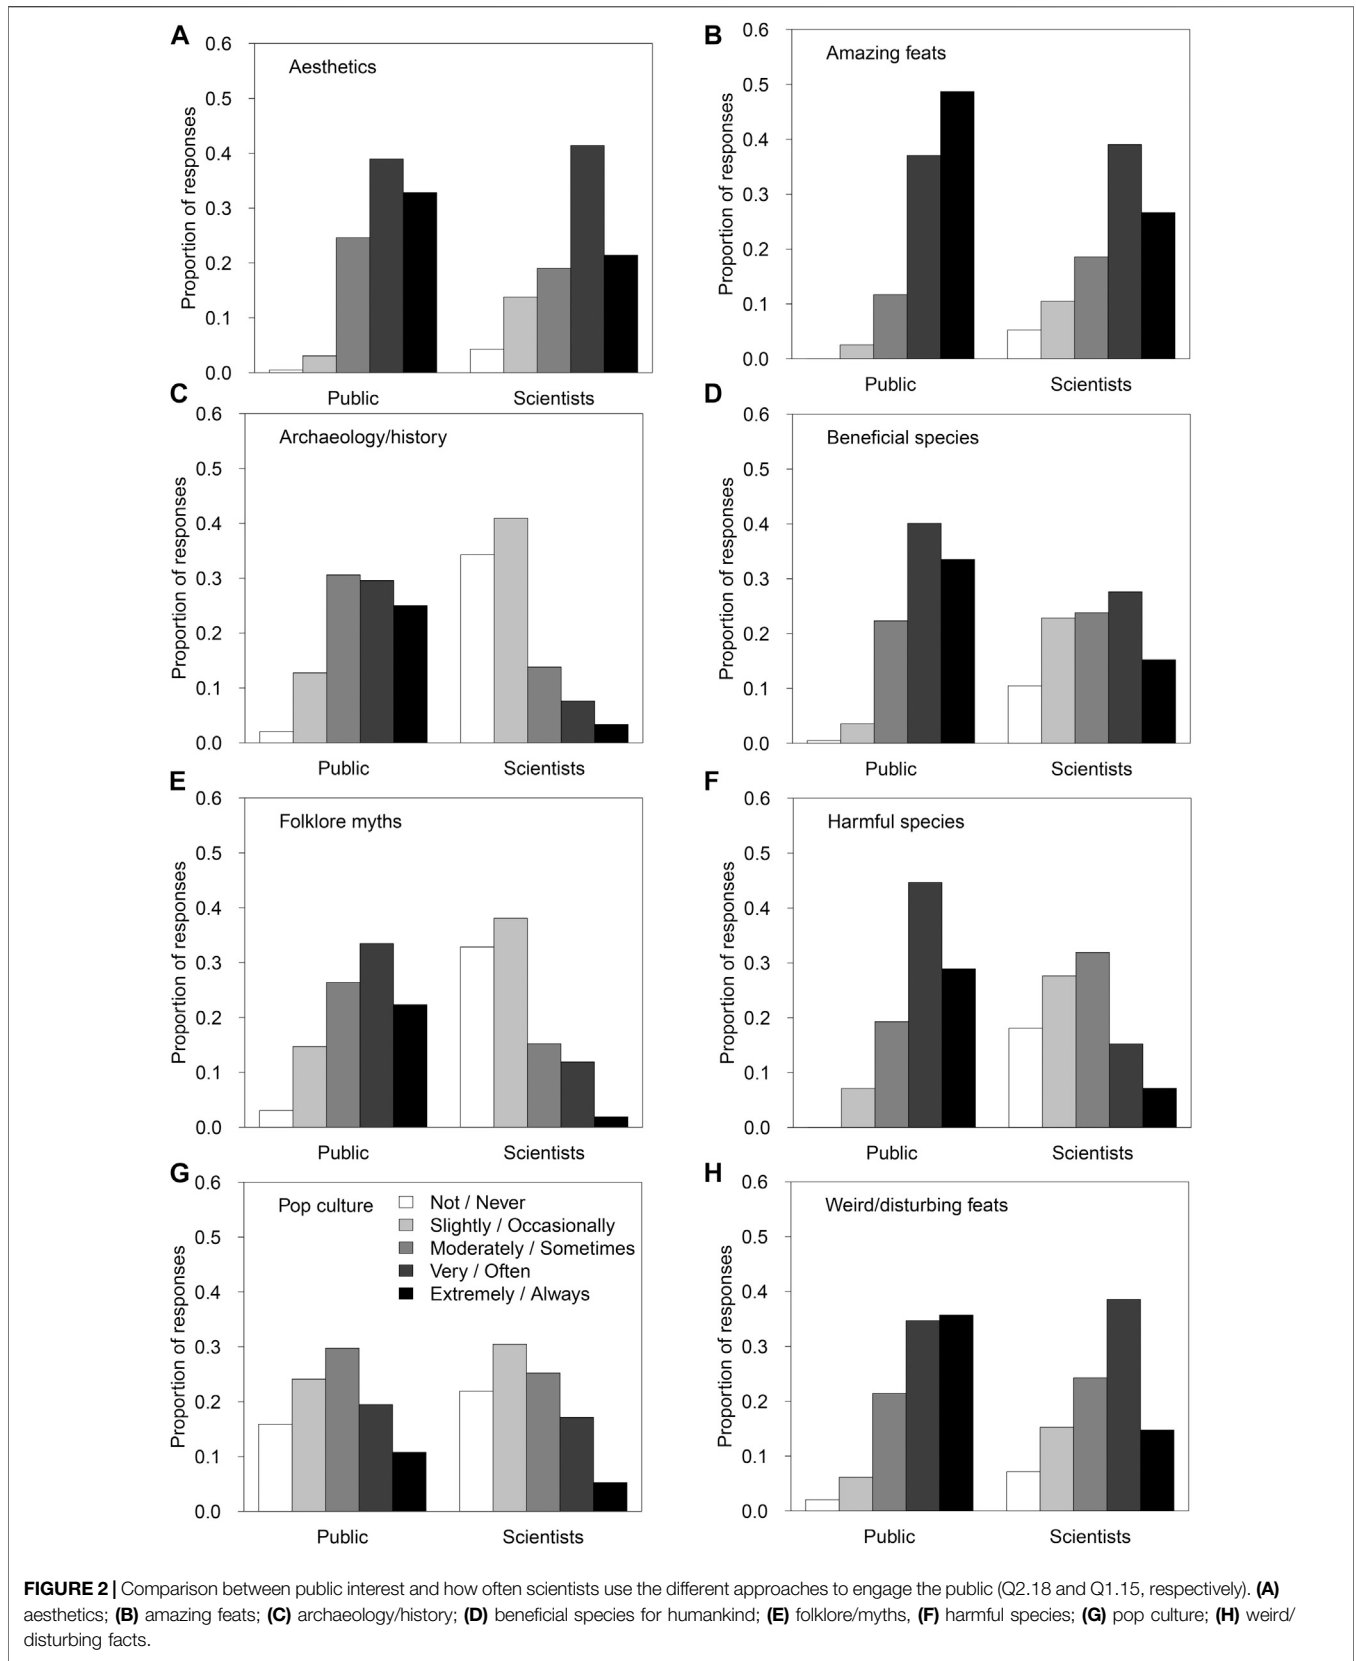 A
Aesthetics
Proportion of responses
0.6
0.5
0.4
0.3
0.2
0.1
0.0
Public Scientists
B
Amazing feats
Proportion of responses
0.6
0.5
0.4
0.3
0.2
0.1
0.0
Public Scientists
C
Archaeology/history
Proportion of responses
0.6
0.5
0.4
0.3
0.2
0.1
0.0
Public Scientists
D
Beneficial species
Proportion of responses
0.6
0.5
0.4
0.3
0.2
0.1
0.0
Public Scientists
E
Folklore myths
Proportion of responses
0.6
0.5
0.4
0.3
0.2
0.1
0.0
Public Scientists
F
Harmful species
Proportion of responses
0.6
0.5
0.4
0.3
0.2
0.1
0.0
Public Scientists
G
Pop culture
Not / Never
Slightly / Occasionally
Moderately / Sometimes
Very / Often
Extremely / Always
Proportion of responses
0.6
0.5
0.4
0.3
0.2
0.1
0.0
Public Scientists
H
Weird/disturbing feats
Proportion of responses
0.6
0.5
0.4
0.3
0.2
0.1
0.0
Public Scientists
FIGURE 2 | Comparison between public interest and how often scientists use the different approaches to engage the public (Q2.18 and Q1.15, respectively). (A)
aesthetics; (B) amazing feats; (C) archaeology/history; (D) beneficial species for humankind; (E) folklore/myths, (F) harmful species; (G) pop culture; (H) weird/
disturbing facts.